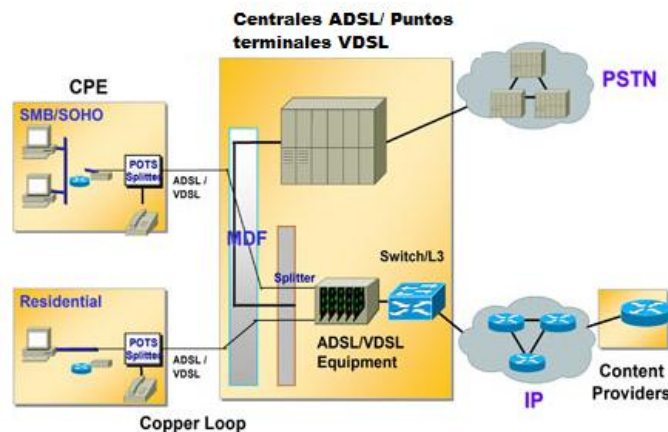 Centrales ADSL/ Puntos
terminales VDSL
CPE
SMB/SOHO
POTS
Splitter
ADSL /
VDSL
PSTN
MDF
Splitter
Switch/L3
Residential
POTS
Splitter
ADSL /
VDSL
ADSL/VDSL
Equipment
IP
Content
Providers
Copper Loop